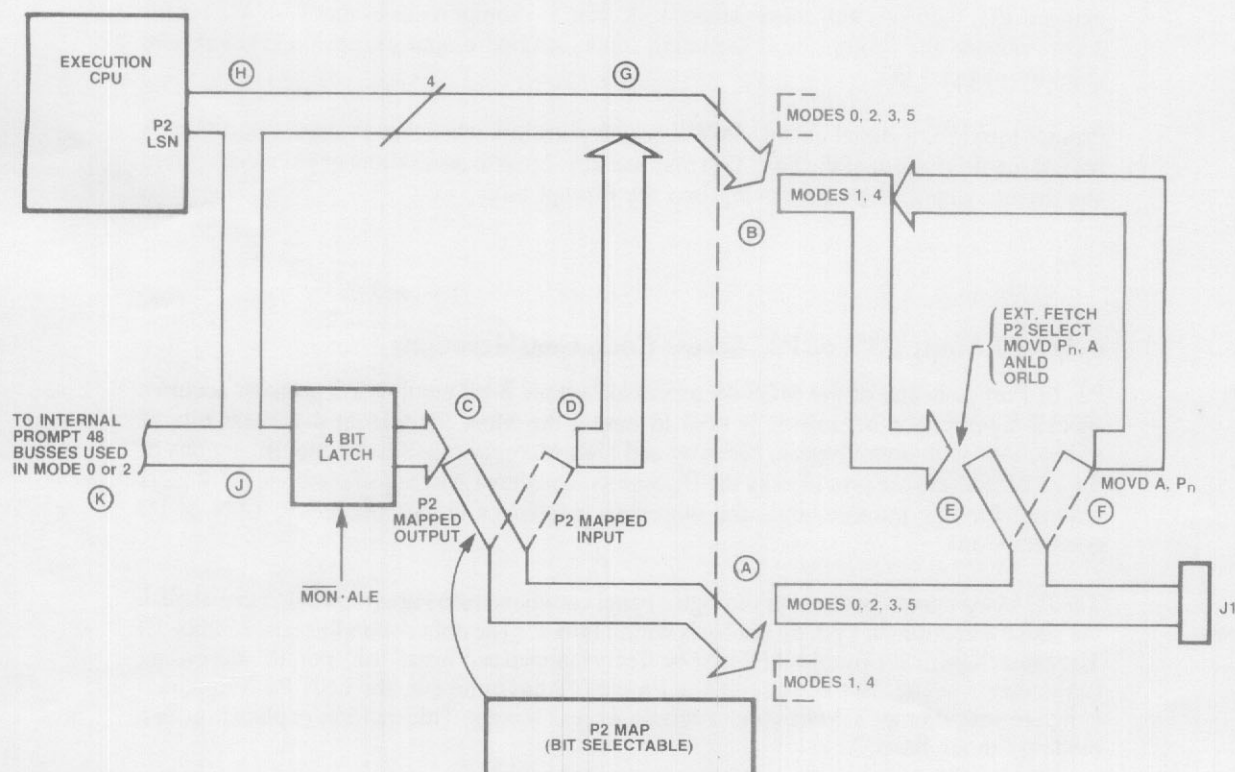 EXECUTION
CPU
P2
LSN
H
4
G
MODES 0, 2, 3, 5
MODES 1, 4
B
EXT. FETCH
P2 SELECT
MOVD Pn, A
ANLD
ORLD
TO INTERNAL
PROMPT 48
BUSSES USED
IN MODE 0 or 2
K
J
4 BIT
LATCH
C
D
P2
MAPPED
OUTPUT
P2 MAPPED
INPUT
E
F
MOVD A, Pn
MON·ALE
A
MODES 0, 2, 3, 5
J1
MODES 1, 4
P2 MAP
(BIT SELECTABLE)